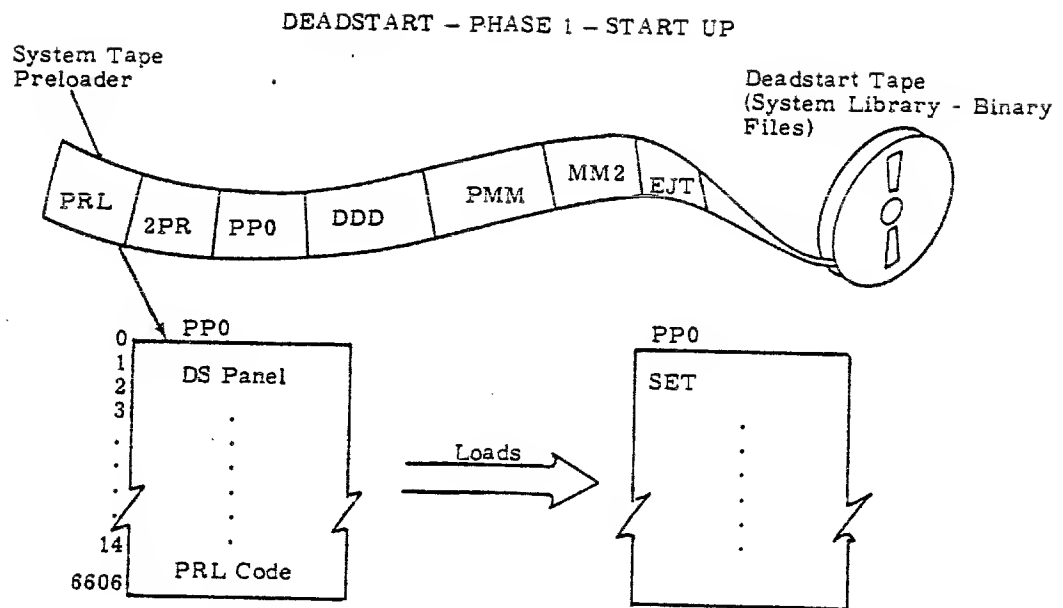 DEADSTART – PHASE 1 – START UP
System Tape
Preloader
Deadstart Tape
(System Library - Binary
Files)
PRL
2PR
PP0
DDD
PMM
MM2
EJT
PP0
0
1
2
3
DS Panel
.
.
.
.
14
6606
PRL Code
Loads
PP0
SET